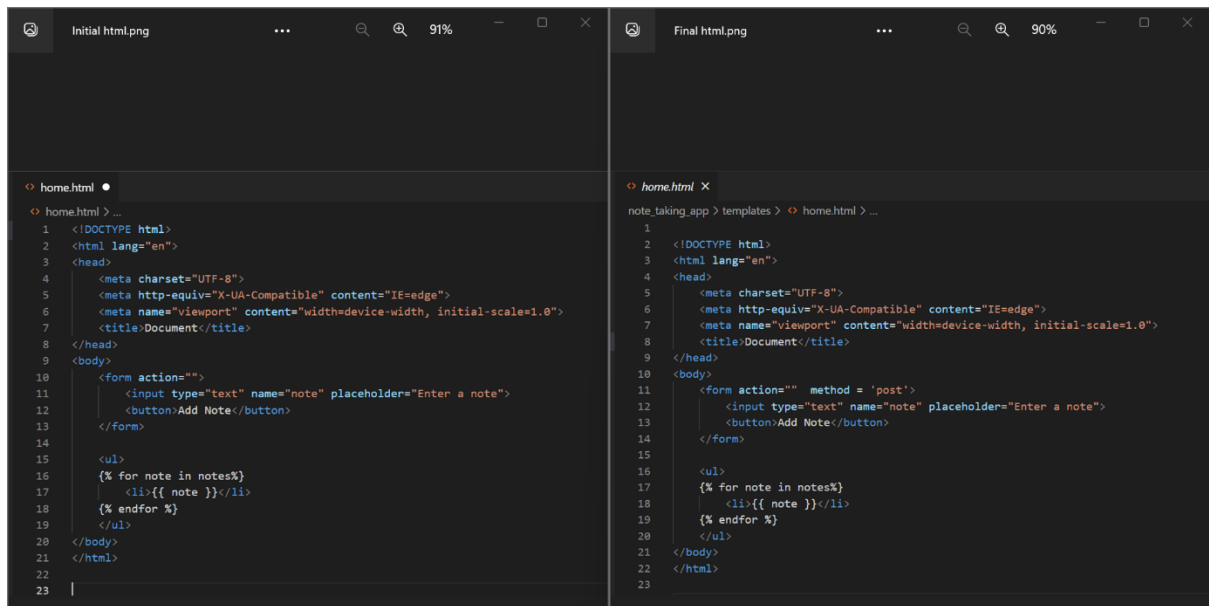 Initial html.png ... 91%
home.html
home.html > ...
1 <!DOCTYPE html>
2 <html lang="en">
3 <head>
4     <meta charset="UTF-8">
5     <meta http-equiv="X-UA-Compatible" content="IE=edge">
6     <meta name="viewport" content="width=device-width, initial-scale=1.0">
7     <title>Document</title>
8 </head>
9 <body>
10     <form action="">
11         <input type="text" name="note" placeholder="Enter a note">
12         <button>Add Note</button>
13     </form>
14
15     <ul>
16     {% for note in notes%}
17         <li>{{ note }}</li>
18     {% endfor %}
19     </ul>
20 </body>
21 </html>
22
23
Final html.png ... 90%
home.html
note_taking_app > templates > home.html > ...
1
2 <!DOCTYPE html>
3 <html lang="en">
4 <head>
5     <meta charset="UTF-8">
6     <meta http-equiv="X-UA-Compatible" content="IE=edge">
7     <meta name="viewport" content="width=device-width, initial-scale=1.0">
8     <title>Document</title>
9 </head>
10 <body>
11     <form action=""  method = 'post'>
12         <input type="text" name="note" placeholder="Enter a note">
13         <button>Add Note</button>
14     </form>
15
16     <ul>
17     {% for note in notes%}
18         <li>{{ note }}</li>
19     {% endfor %}
20     </ul>
21 </body>
22 </html>
23